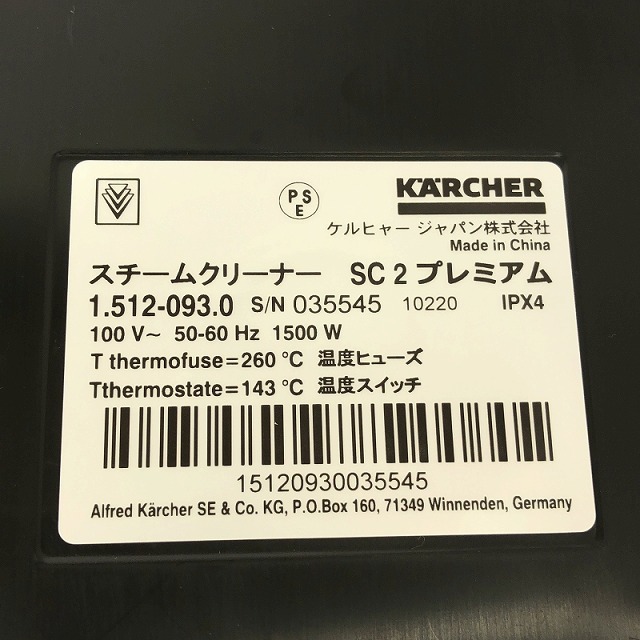 PS
E
KÄRCHER
ケルヒャー ジャパン株式会社
Made in China
スチームクリーナー SC 2 プレミアム
1.512-093.0 S/N 035545 10220 IPX4
100 V~ 50-60 Hz 1500 W
T thermofuse=260 °C 温度ヒューズ
Tthermostate=143 °C 温度スイッチ
15120930035545
Alfred Kärcher SE & Co. KG, P.O.Box 160, 71349 Winnenden, Germany